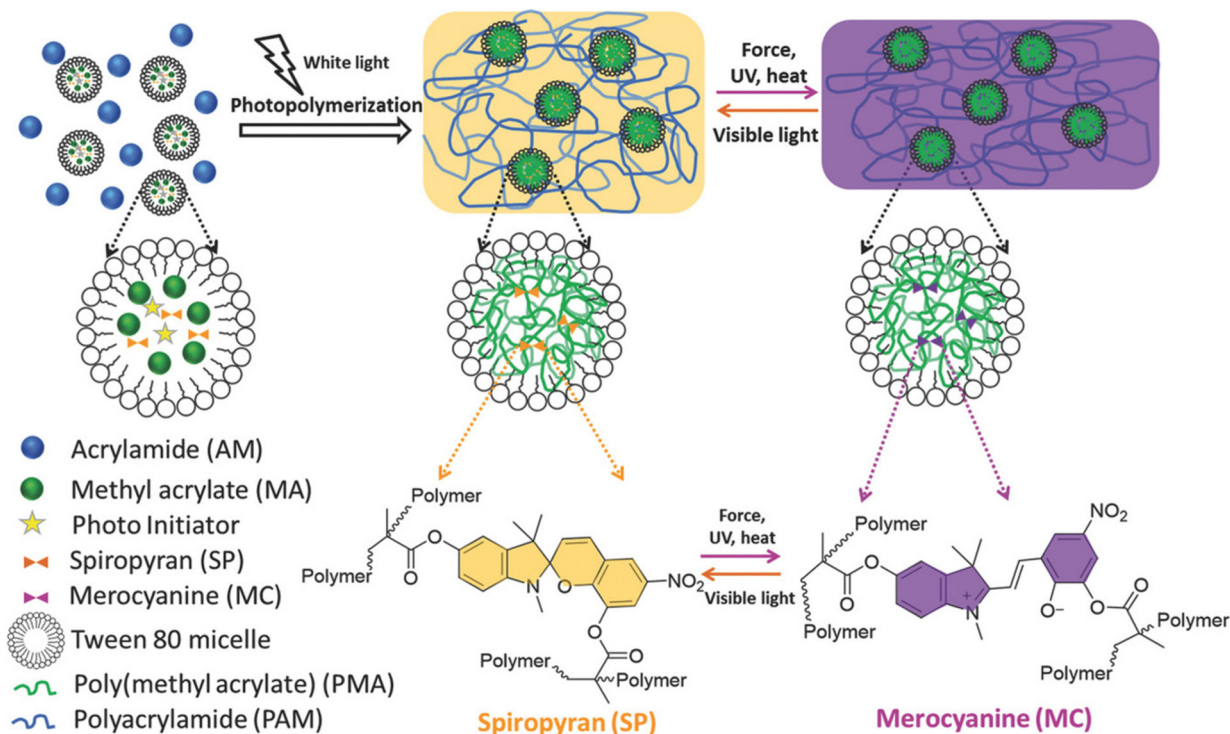 White light
Photopolymerization
Force,
UV, heat
Visible light
Acrylamide (AM)
Methyl acrylate (MA)
Photo Initiator
Spiropyran (SP)
Merocyanine (MC)
Tween 80 micelle
Poly(methyl acrylate) (PMA)
Polyacrylamide (PAM)
Polymer
O
Polymer
O
N
O
NO₂
O
O
Polymer
Polymer
Spiropyran (SP)
Force,
UV, heat
Visible light
Polymer
O
O
Polymer
N
+
NO₂
O−
O
O
Polymer
Polymer
Merocyanine (MC)